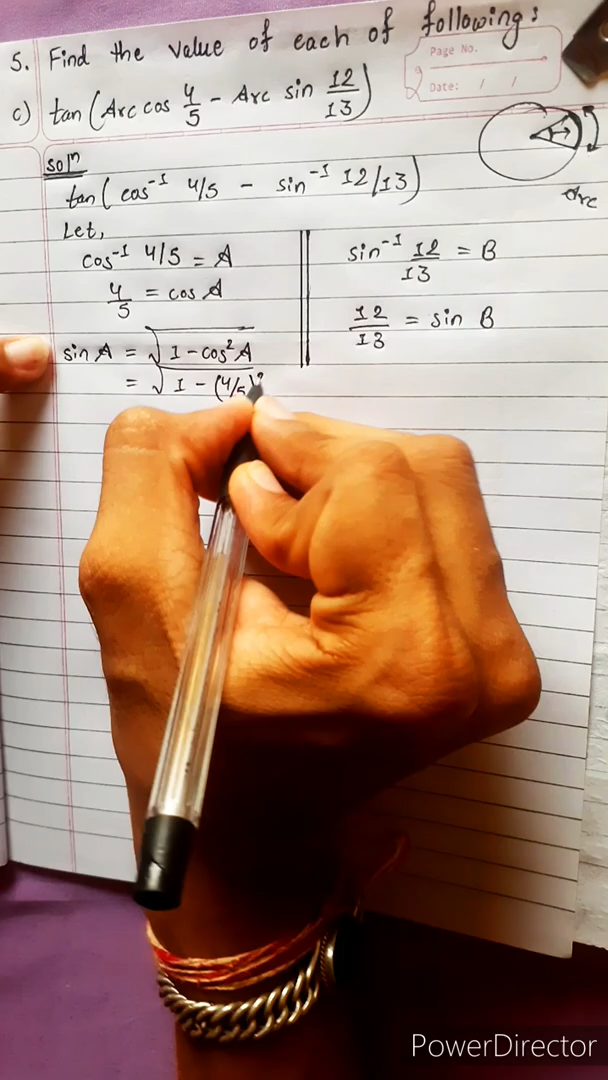 5. Find the value of each of following:
Page No.
Date: / /
c) tan (Arc cos 4/5 - Arc sin 12/13)
Arc
Solⁿ
tan ( cos⁻¹ 4/5 - sin⁻¹ 12/13)
Let,
cos⁻¹ 4/5 = A
4/5 = cos A
sin A = √1-cos²A
= √1-(4/5)²
sin⁻¹ 12/13 = B
12/13 = sin B
PowerDirector